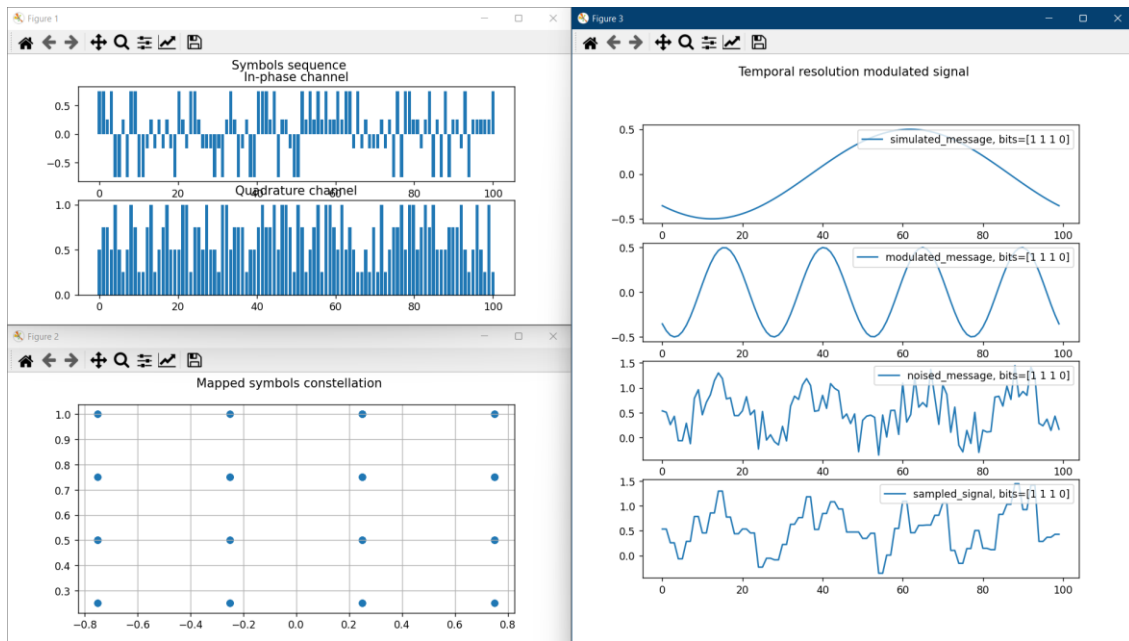 Figure 1
Symbols sequence
In-phase channel
0.5
0.0
−0.5
0 20 40 60 80 100
Quadrature channel
1.0
0.5
0.0
0 20 40 60 80 100
Figure 2
Mapped symbols constellation
1.0
0.9
0.8
0.7
0.6
0.5
0.4
0.3
−0.8 −0.6 −0.4 −0.2 0.0 0.2 0.4 0.6 0.8
Figure 3
Temporal resolution modulated signal
0.5
simulated_message, bits=[1 1 1 0]
0.0
−0.5
0 20 40 60 80 100
0.5
modulated_message, bits=[1 1 1 0]
0.0
−0.5
0 20 40 60 80 100
1.5
noised_message, bits=[1 1 1 0]
1.0
0.5
0.0
0 20 40 60 80 100
1.5
sampled_signal, bits=[1 1 1 0]
1.0
0.5
0.0
0 20 40 60 80 100